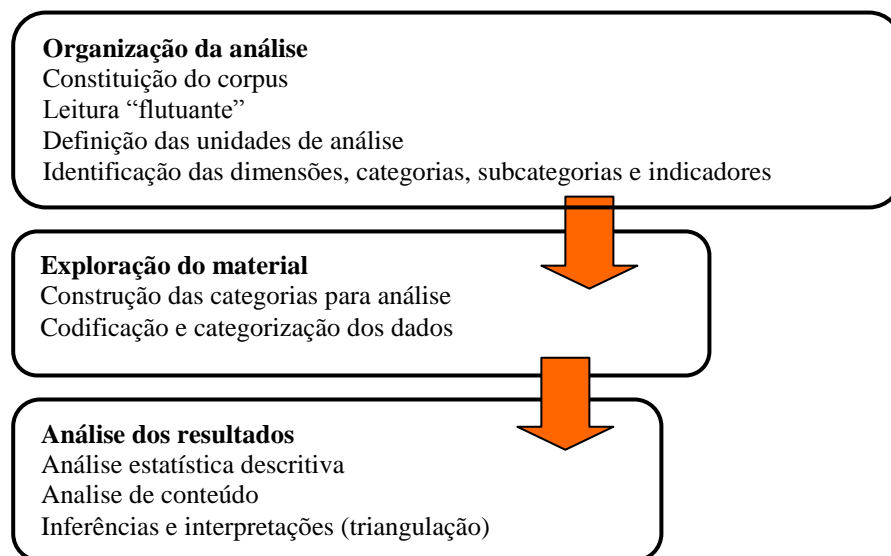 Organização da análise
Constituição do corpus
Leitura “flutuante”
Definição das unidades de análise
Identificação das dimensões, categorias, subcategorias e indicadores
Exploração do material
Construção das categorias para análise
Codificação e categorização dos dados
Análise dos resultados
Análise estatística descritiva
Analise de conteúdo
Inferências e interpretações (triangulação)